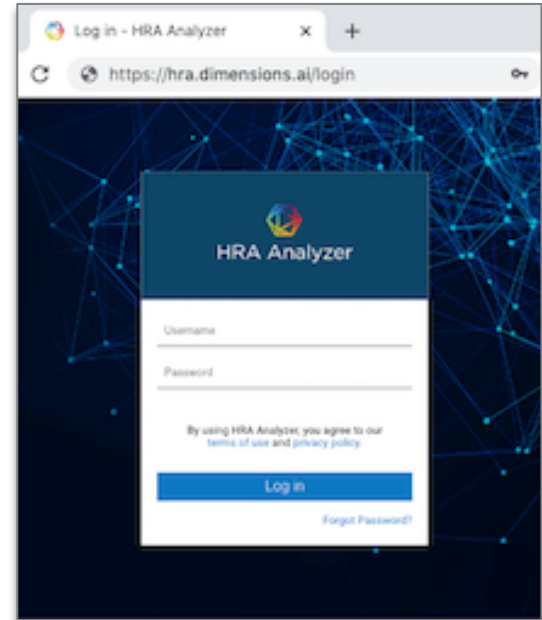 Log in - HRA Analyzer
https://hra.dimensions.ai/login
HRA Analyzer
Username
Password
By using HRA Analyzer, you agree to our
terms of use and privacy policy.
Log in
Forgot Password?